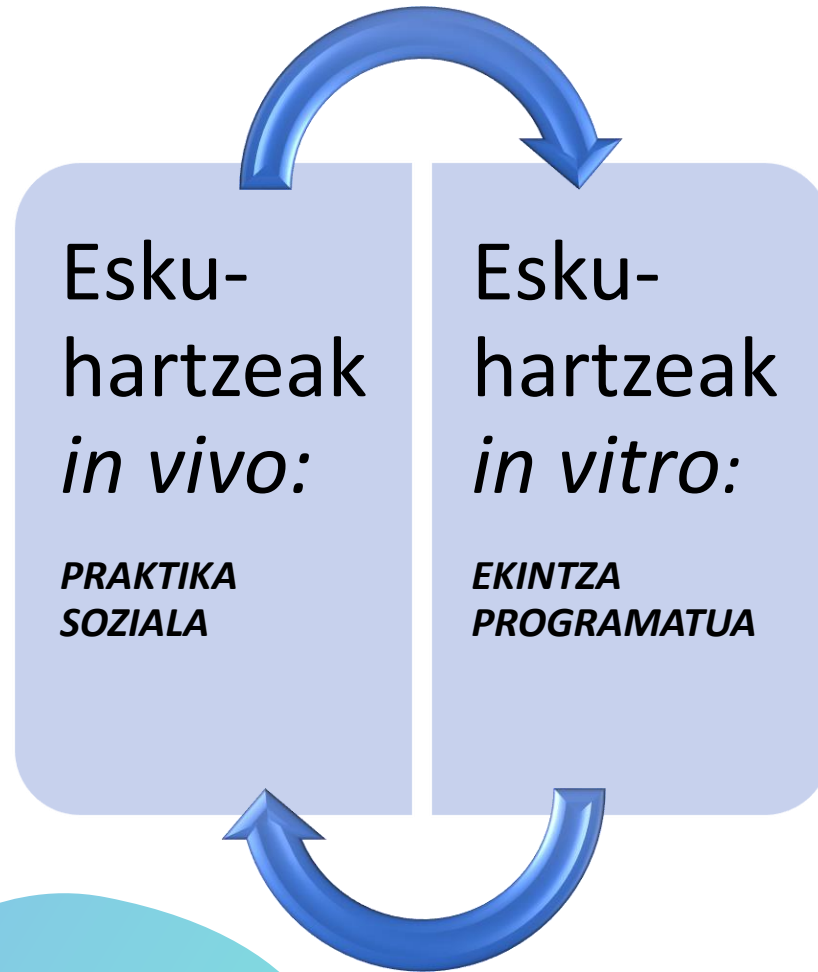 Esku-
hartzeak
in vivo:
PRAKTIKA
SOZIALA
Esku-
hartzeak
in vitro:
EKINTZA
PROGRAMATUA